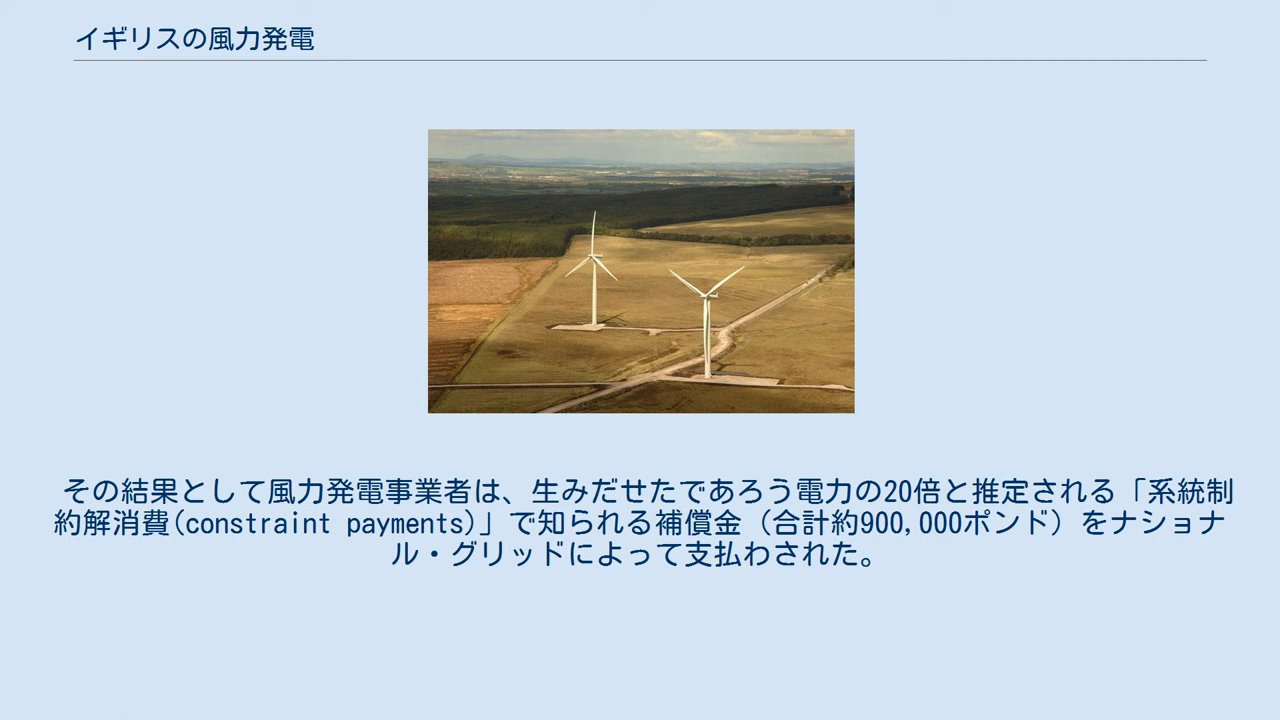 イギリスの風力発電
その結果として風力発電事業者は、生みだせたであろう電力の20倍と推定される「系統制
約解消費(constraint payments)」で知られる補償金（合計約900,000ポンド）をナショナ
ル・グリッドによって支払わされた。